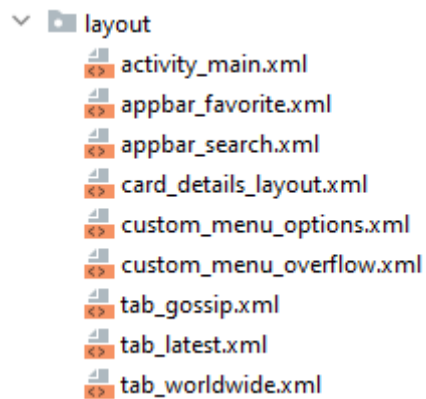 layout
activity_main.xml
appbar_favorite.xml
appbar_search.xml
card_details_layout.xml
custom_menu_options.xml
custom_menu_overflow.xml
tab_gossip.xml
tab_latest.xml
tab_worldwide.xml